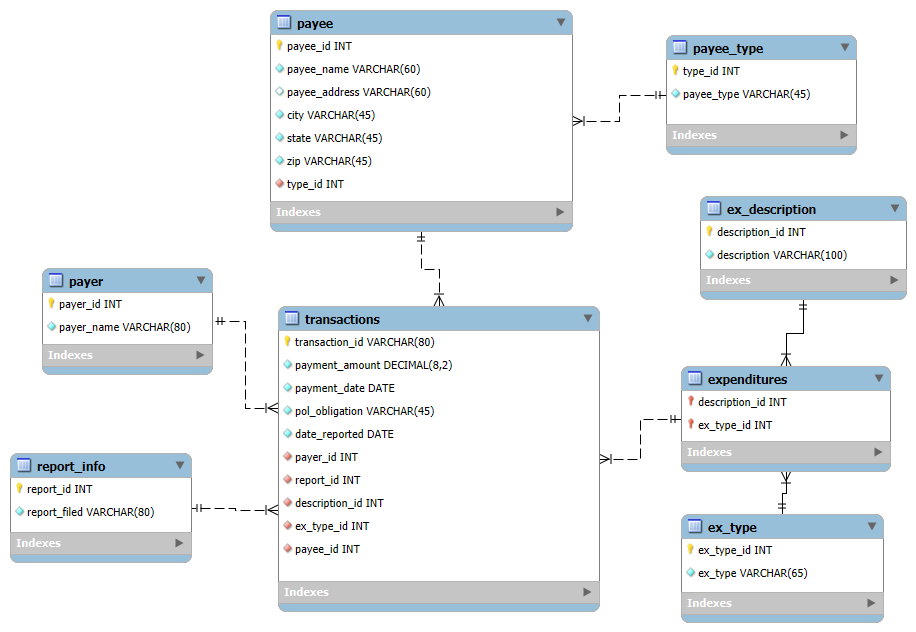 payee
payee_id INT
payee_name VARCHAR(60)
payee_address VARCHAR(60)
city VARCHAR(45)
state VARCHAR(45)
zip VARCHAR(45)
type_id INT
Indexes
payee_type
type_id INT
payee_type VARCHAR(45)
Indexes
ex_description
description_id INT
description VARCHAR(100)
Indexes
payer
payer_id INT
payer_name VARCHAR(80)
Indexes
transactions
transaction_id VARCHAR(80)
payment_amount DECIMAL(8,2)
payment_date DATE
pol_obligation VARCHAR(45)
date_reported DATE
payer_id INT
report_id INT
description_id INT
ex_type_id INT
payee_id INT
Indexes
expenditures
description_id INT
ex_type_id INT
Indexes
report_info
report_id INT
report_filed VARCHAR(80)
Indexes
ex_type
ex_type_id INT
ex_type VARCHAR(65)
Indexes